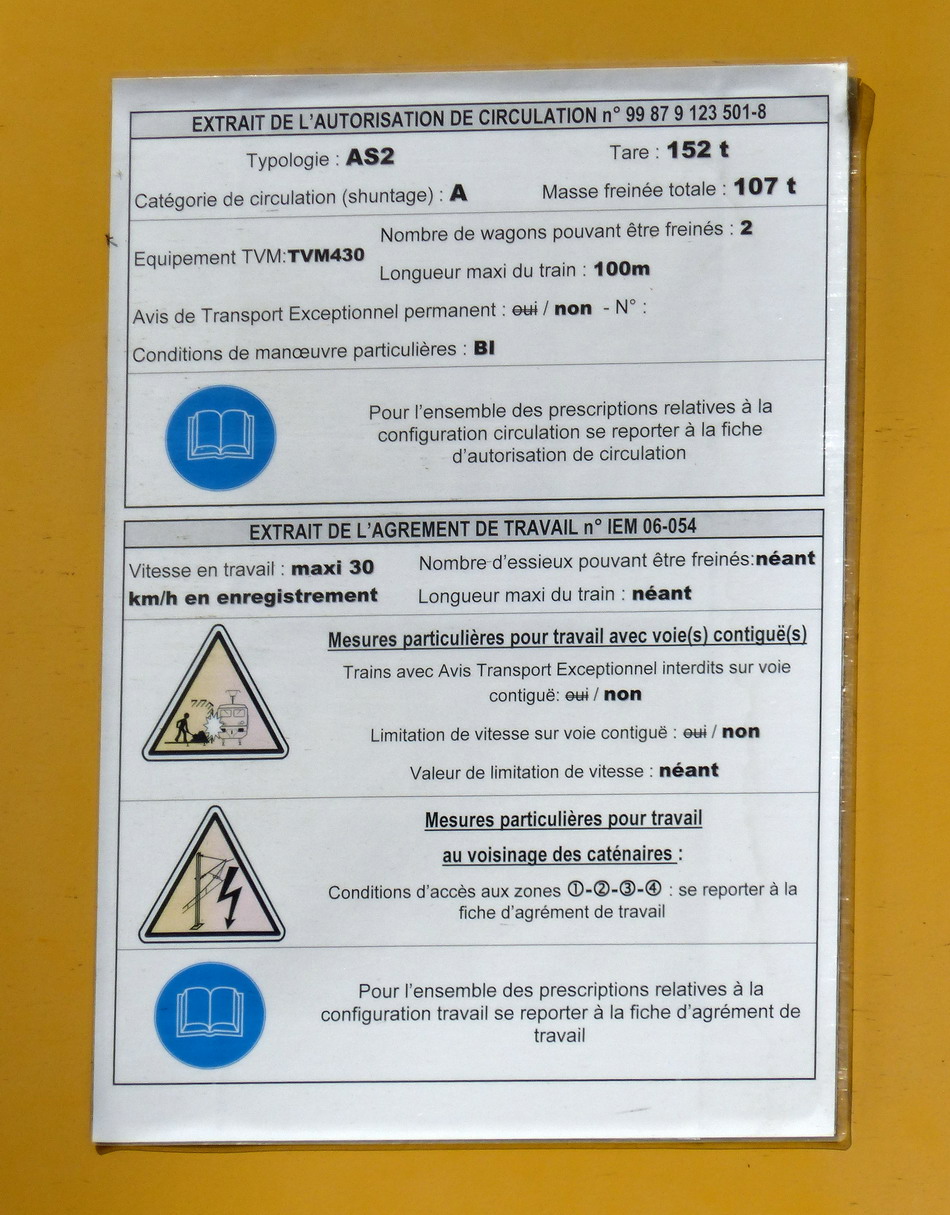 EXTRAIT DE L'AUTORISATION DE CIRCULATION n° 99 87 9 123 501-8
Typologie : AS2
Tare : 152 t
Catégorie de circulation (shuntage) : A
Masse freinée totale : 107 t
Equipement TVM:TVM430
Nombre de wagons pouvant être freinés : 2
Longueur maxi du train : 100m
Avis de Transport Exceptionnel permanent : oui / non - N° :
Conditions de manœuvre particulières : BI
Pour l'ensemble des prescriptions relatives à la
configuration circulation se reporter à la fiche
d'autorisation de circulation
EXTRAIT DE L'AGREMENT DE TRAVAIL n° IEM 06-054
Vitesse en travail : maxi 30
km/h en enregistrement
Nombre d'essieux pouvant être freinés:néant
Longueur maxi du train : néant
Mesures particulières pour travail avec voie(s) contiguë(s)
Trains avec Avis Transport Exceptionnel interdits sur voie
contiguë: oui / non
Limitation de vitesse sur voie contiguë : oui / non
Valeur de limitation de vitesse : néant
Mesures particulières pour travail
au voisinage des caténaires :
Conditions d'accès aux zones ①-②-③-④ : se reporter à la
fiche d'agrément de travail
Pour l'ensemble des prescriptions relatives à la
configuration travail se reporter à la fiche d'agrément de
travail